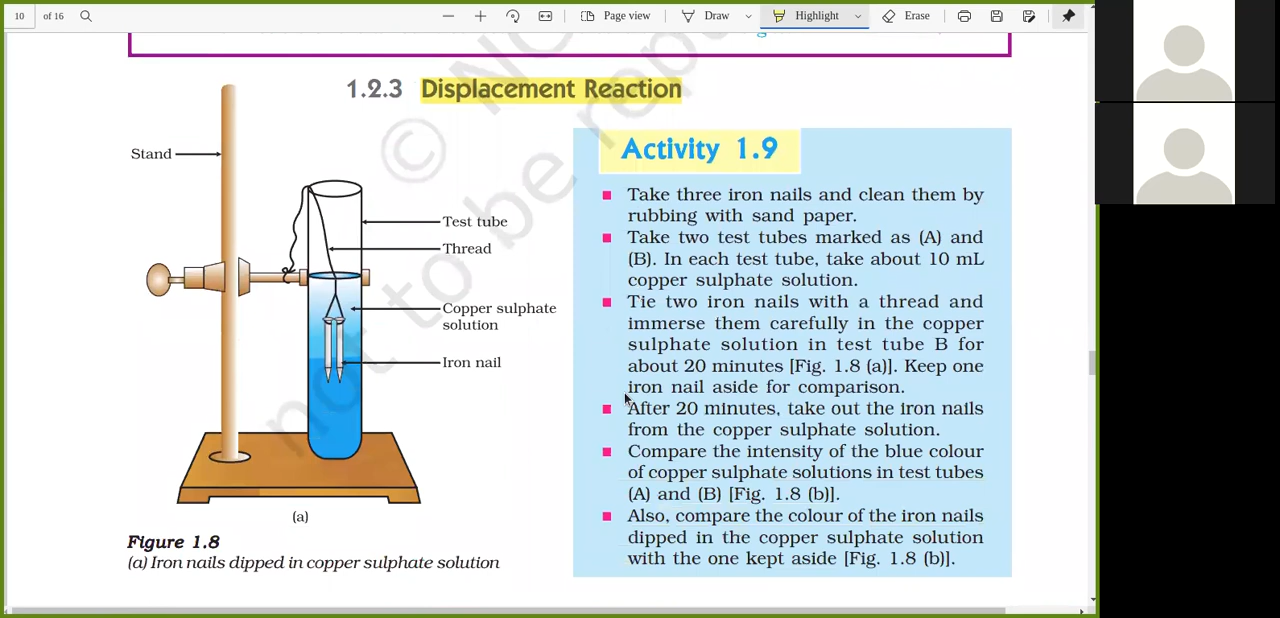 10 of 16 Page view Draw Highlight Erase
1.2.3 Displacement Reaction
Stand
Test tube
Thread
Copper sulphate
solution
Iron nail
(a)
Figure 1.8
(a) Iron nails dipped in copper sulphate solution
Activity 1.9
Take three iron nails and clean them by
rubbing with sand paper.
Take two test tubes marked as (A) and
(B). In each test tube, take about 10 mL
copper sulphate solution.
Tie two iron nails with a thread and
immerse them carefully in the copper
sulphate solution in test tube B for
about 20 minutes [Fig. 1.8 (a)]. Keep one
iron nail aside for comparison.
After 20 minutes, take out the iron nails
from the copper sulphate solution.
Compare the intensity of the blue colour
of copper sulphate solutions in test tubes
(A) and (B) [Fig. 1.8 (b)].
Also, compare the colour of the iron nails
dipped in the copper sulphate solution
with the one kept aside [Fig. 1.8 (b)].
not to be rep